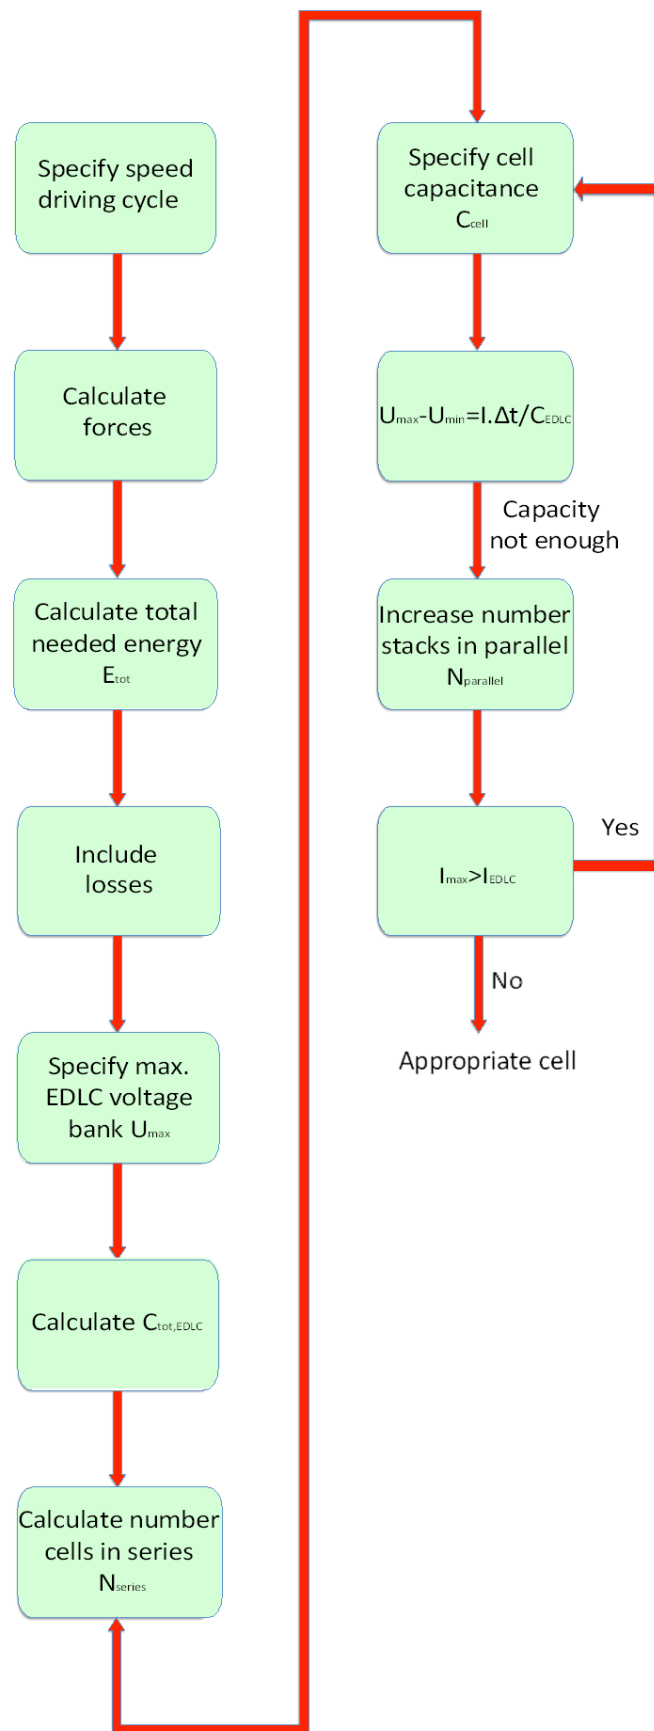 Specify speed
driving cycle
Calculate
forces
Calculate total
needed energy
Etot
Include
losses
Specify max.
EDLC voltage
bank Umax
Calculate Ctot,EDLC
Calculate number
cells in series
Nseries
Specify cell
capacitance
Ccell
Umax-Umin=I.Δt/CEDLC
Capacity
not enough
Increase number
stacks in parallel
Nparallel
Imax>IEDLC
Yes
No
Appropriate cell